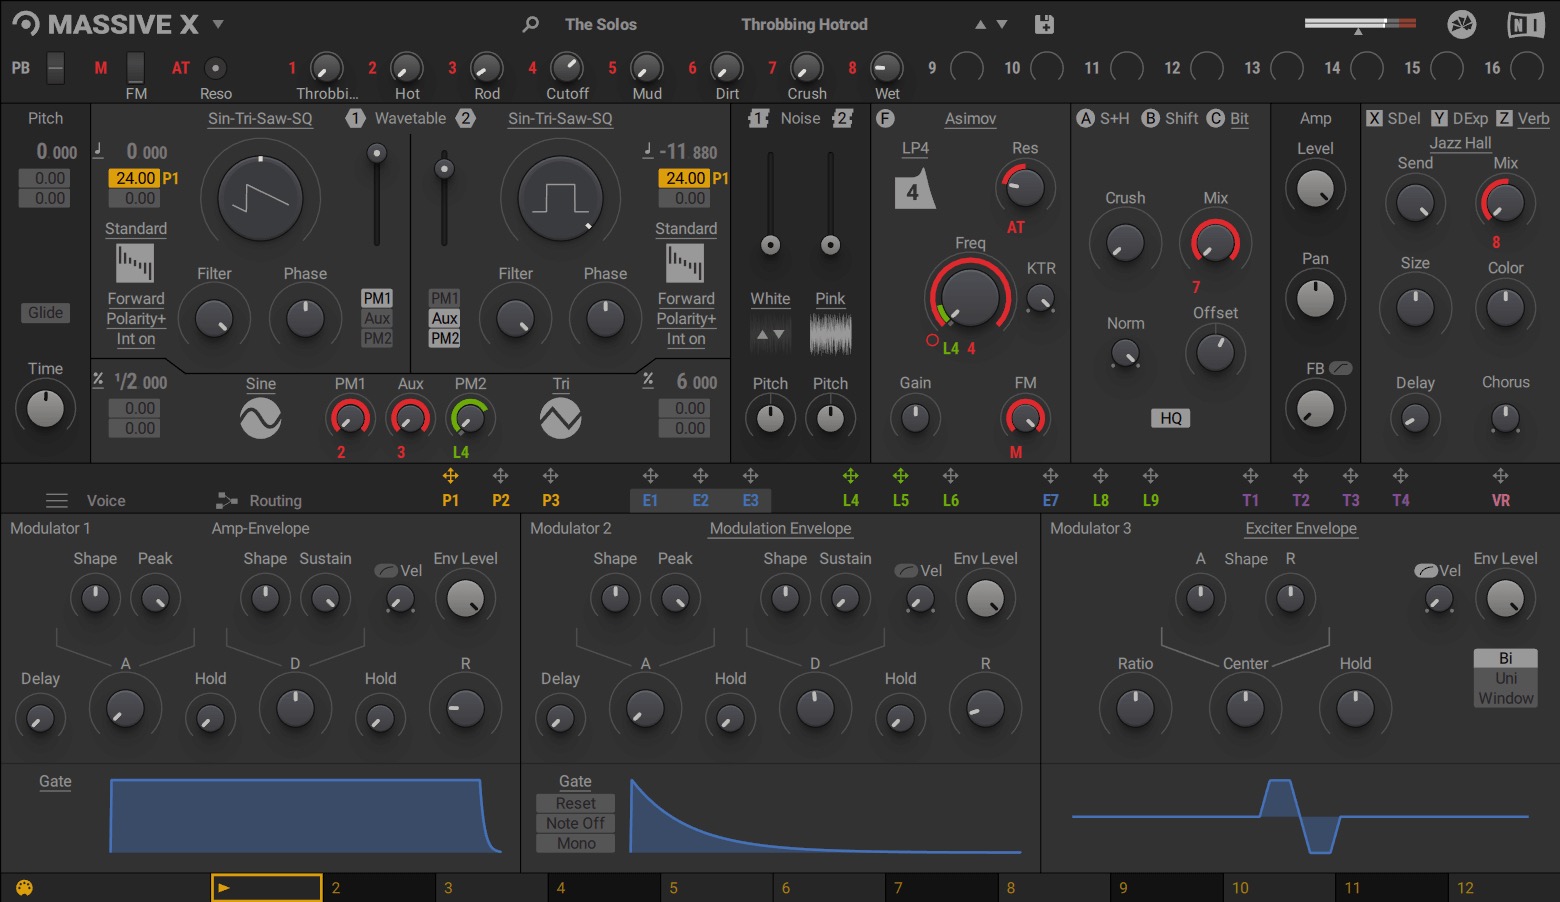 MASSIVE X The Solos Throbbing Hotrod NI
PB M AT 1 2 3 4 5 6 7 8 9 10 11 12 13 14 15 16
FM Reso Throbbi... Hot Rod Cutoff Mud Dirt Crush Wet
Pitch Sin-Tri-Saw-SQ 1 Wavetable 2 Sin-Tri-Saw-SQ 1 Noise 2 F Asimov A S+H B Shift C Bit Amp X SDel Y DExp Z Verb
0 000 0 000 -11 880 LP4 Res Level Jazz Hall
0.00 24.00 P1 24.00 P1 Send Mix
0.00 0.00 0.00 4
Standard Standard AT Crush Mix 8
Freq KTR Pan Size Color
Filter Phase Filter Phase 7
Glide Forward PM1 PM1 Forward White Pink Offset
Polarity+ Aux Aux Polarity+ Norm
Int on PM2 PM2 Int on L4 4
Time FB
1/2 000 Sine PM1 Aux PM2 Tri 6 000 Pitch Pitch Gain FM Delay Chorus
0.00 0.00
0.00 0.00 HQ
2 3 L4 M
Voice Routing P1 P2 P3 E1 E2 E3 L4 L5 L6 E7 L8 L9 T1 T2 T3 T4 VR
Modulator 1 Amp-Envelope Modulator 2 Modulation Envelope Modulator 3 Exciter Envelope
Shape Peak Shape Sustain Vel Env Level Shape Peak Shape Sustain Vel Env Level A Shape R Vel Env Level
Delay A Hold D Hold R Delay A Hold D Hold R Ratio Center Hold Bi
Uni
Window
Gate Gate
Reset
Note Off
Mono
2 3 4 5 6 7 8 9 10 11 12